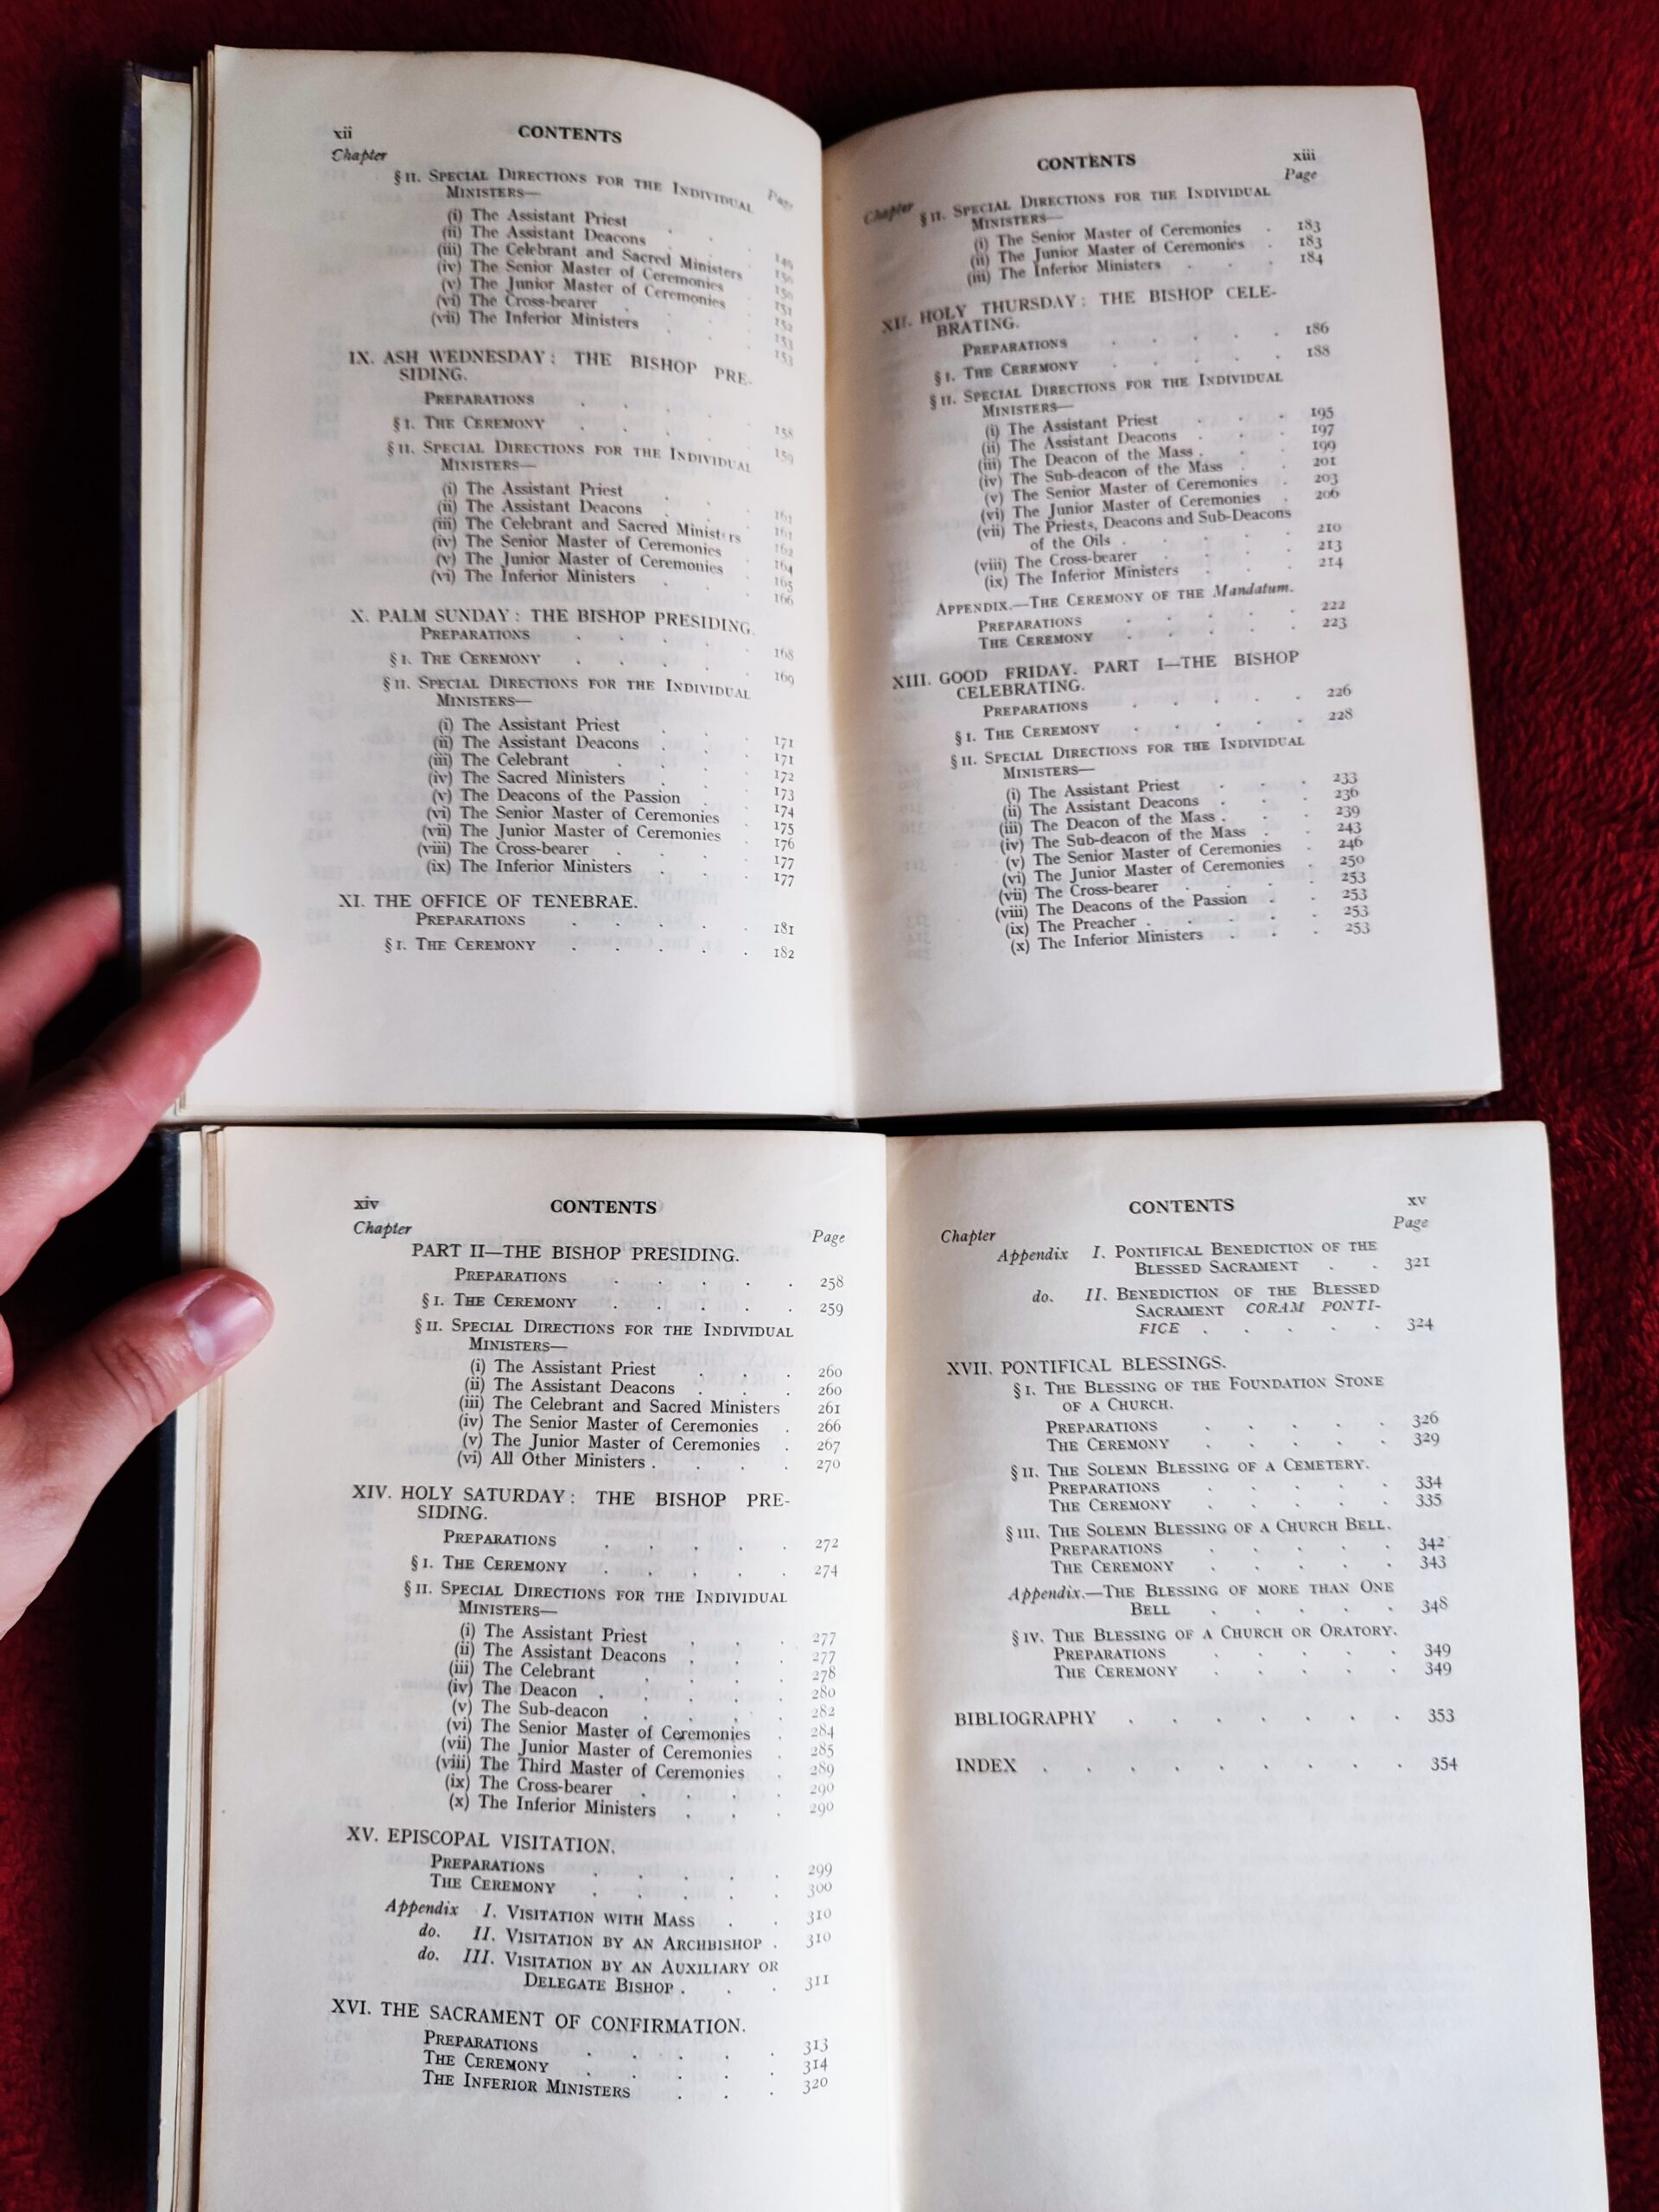 xii CONTENTS
Chapter Page
§ II. Special Directions for the Individual
Ministers—
(i) The Assistant Priest . . 149
(ii) The Assistant Deacons . . 150
(iii) The Celebrant and Sacred Ministers 150
(iv) The Senior Master of Ceremonies . 151
(v) The Junior Master of Ceremonies . 152
(vi) The Cross-bearer . . . 153
(vii) The Inferior Ministers . . 153
IX. ASH WEDNESDAY: THE BISHOP PRE-
SIDING.
Preparations . . . . 158
§ I. The Ceremony . . . . 159
§ II. Special Directions for the Individual
Ministers—
(i) The Assistant Priest . . 161
(ii) The Assistant Deacons . . 161
(iii) The Celebrant and Sacred Ministers 162
(iv) The Senior Master of Ceremonies . 164
(v) The Junior Master of Ceremonies . 165
(vi) The Inferior Ministers . . 166
X. PALM SUNDAY: THE BISHOP PRESIDING.
Preparations . . . . 168
§ I. The Ceremony . . . . 169
§ II. Special Directions for the Individual
Ministers—
(i) The Assistant Priest . . 171
(ii) The Assistant Deacons . . 171
(iii) The Celebrant . . . 172
(iv) The Sacred Ministers . . 173
(v) The Deacons of the Passion . 174
(vi) The Senior Master of Ceremonies . 175
(vii) The Junior Master of Ceremonies . 176
(viii) The Cross-bearer . . . 177
(ix) The Inferior Ministers . . 177
XI. THE OFFICE OF TENEBRAE.
Preparations . . . . . 181
§ I. The Ceremony . . . . . 182
CONTENTS xiii
Chapter Page
§ II. Special Directions for the Individual
Ministers—
(i) The Senior Master of Ceremonies . 183
(ii) The Junior Master of Ceremonies . 183
(iii) The Inferior Ministers . . . 184
XII. HOLY THURSDAY: THE BISHOP CELE-
BRATING.
Preparations . . . . . 186
§ I. The Ceremony . . . . . 188
§ II. Special Directions for the Individual
Ministers—
(i) The Assistant Priest . . . 195
(ii) The Assistant Deacons . . . 197
(iii) The Deacon of the Mass . . . 199
(iv) The Sub-deacon of the Mass . . 201
(v) The Senior Master of Ceremonies . 203
(vi) The Junior Master of Ceremonies . 206
(vii) The Priests, Deacons and Sub-Deacons
of the Oils . . . . . 210
(viii) The Cross-bearer . . . . 213
(ix) The Inferior Ministers . . . 214
Appendix.—The Ceremony of the Mandatum.
Preparations . . . . . 222
The Ceremony . . . . . 223
XIII. GOOD FRIDAY. PART I—THE BISHOP
CELEBRATING.
Preparations . . . . 226
§ I. The Ceremony . . . . . 228
§ II. Special Directions for the Individual
Ministers—
(i) The Assistant Priest . . . 233
(ii) The Assistant Deacons . . . 236
(iii) The Deacon of the Mass . . . 239
(iv) The Sub-deacon of the Mass . . 243
(v) The Senior Master of Ceremonies . 246
(vi) The Junior Master of Ceremonies . 250
(vii) The Cross-bearer . . . . 253
(viii) The Deacons of the Passion . . 253
(ix) The Preacher . . . . . 253
(x) The Inferior Ministers . . . 253
xiv CONTENTS
Chapter Page
PART II—THE BISHOP PRESIDING.
Preparations . . . . . 258
§ I. The Ceremony . . . . . 259
§ II. Special Directions for the Individual
Ministers—
(i) The Assistant Priest . . . 260
(ii) The Assistant Deacons . . . 260
(iii) The Celebrant and Sacred Ministers 261
(iv) The Senior Master of Ceremonies . 266
(v) The Junior Master of Ceremonies . 267
(vi) All Other Ministers . . . . 270
XIV. HOLY SATURDAY: THE BISHOP PRE-
SIDING.
Preparations . . . . . 272
§ I. The Ceremony . . . . . 274
§ II. Special Directions for the Individual
Ministers—
(i) The Assistant Priest . . . 277
(ii) The Assistant Deacons . . . 277
(iii) The Celebrant . . . . 278
(iv) The Deacon . . . . . 280
(v) The Sub-deacon . . . . 282
(vi) The Senior Master of Ceremonies . 284
(vii) The Junior Master of Ceremonies . 285
(viii) The Third Master of Ceremonies . 289
(ix) The Cross-bearer . . . . 290
(x) The Inferior Ministers . . . 290
XV. EPISCOPAL VISITATION.
Preparations . . . . . 299
The Ceremony . . . . . 300
Appendix I. Visitation with Mass . . 310
do. II. Visitation by an Archbishop . 310
do. III. Visitation by an Auxiliary or
Delegate Bishop . . . 311
XVI. THE SACRAMENT OF CONFIRMATION.
Preparations . . . . . 313
The Ceremony . . . . . 314
The Inferior Ministers . . . 320
CONTENTS xv
Chapter Page
Appendix I. Pontifical Benediction of the
Blessed Sacrament . . 321
do. II. Benediction of the Blessed
Sacrament CORAM PONTI-
FICE . . . . . 324
XVII. PONTIFICAL BLESSINGS.
§ I. The Blessing of the Foundation Stone
of a Church.
Preparations . . . . . 326
The Ceremony . . . . . 329
§ II. The Solemn Blessing of a Cemetery.
Preparations . . . . . 334
The Ceremony . . . . . 335
§ III. The Solemn Blessing of a Church Bell.
Preparations . . . . . 342
The Ceremony . . . . . 343
Appendix.—The Blessing of more than One
Bell . . . . . 348
§ IV. The Blessing of a Church or Oratory.
Preparations . . . . . 349
The Ceremony . . . . . 349
BIBLIOGRAPHY . . . . . . . 353
INDEX . . . . . . . . 354